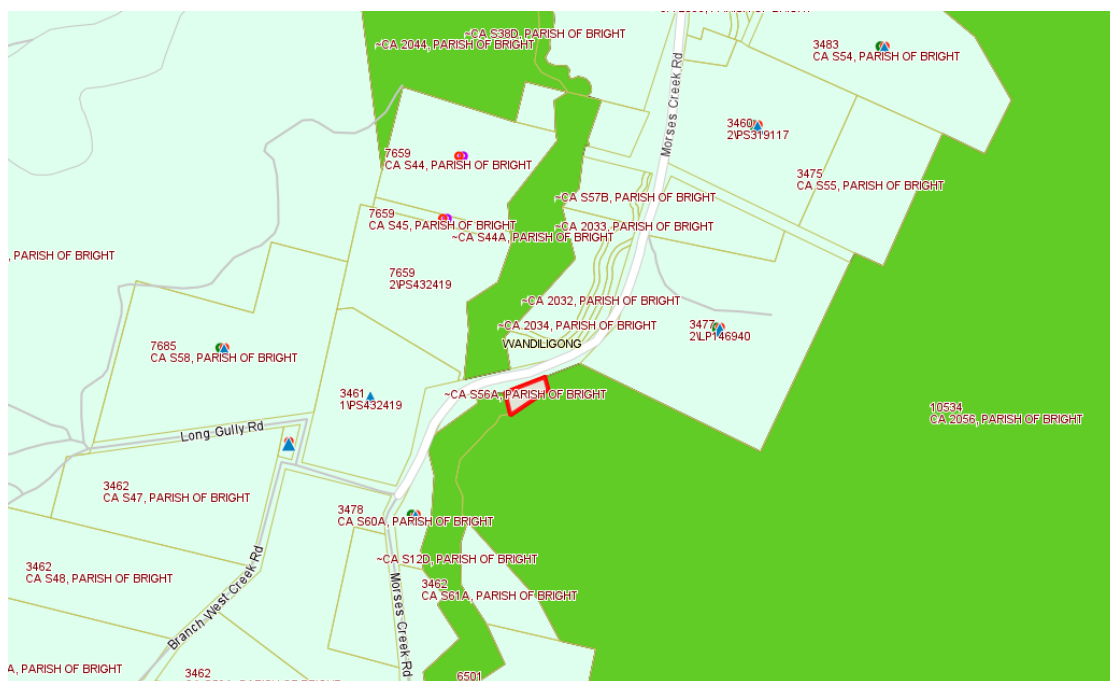 ~CA S38D, PARISH OF BRIGHT
~CA 2044, PARISH OF BRIGHT
3483
CA S54, PARISH OF BRIGHT
Morses Creek Rd
3460
2\PS319117
7659
CA S44, PARISH OF BRIGHT
3475
CA S55, PARISH OF BRIGHT
~CA S57B, PARISH OF BRIGHT
7659
CA S45, PARISH OF BRIGHT
~CA S44A, PARISH OF BRIGHT
~CA 2033, PARISH OF BRIGHT
, PARISH OF BRIGHT
7659
2\PS432419
~CA 2032, PARISH OF BRIGHT
~CA 2034, PARISH OF BRIGHT
3477
2\LP146940
WANDILIGONG
7685
CA S58, PARISH OF BRIGHT
3461
1\PS432419
~CA S56A, PARISH OF BRIGHT
10534
CA 2056, PARISH OF BRIGHT
Long Gully Rd
3462
CA S47, PARISH OF BRIGHT
3478
CA S60A, PARISH OF BRIGHT
~CA S12D, PARISH OF BRIGHT
3462
CA S48, PARISH OF BRIGHT
Branch West Creek Rd
Morses Creek Rd
3462
CA S61A, PARISH OF BRIGHT
A, PARISH OF BRIGHT
3462
6501